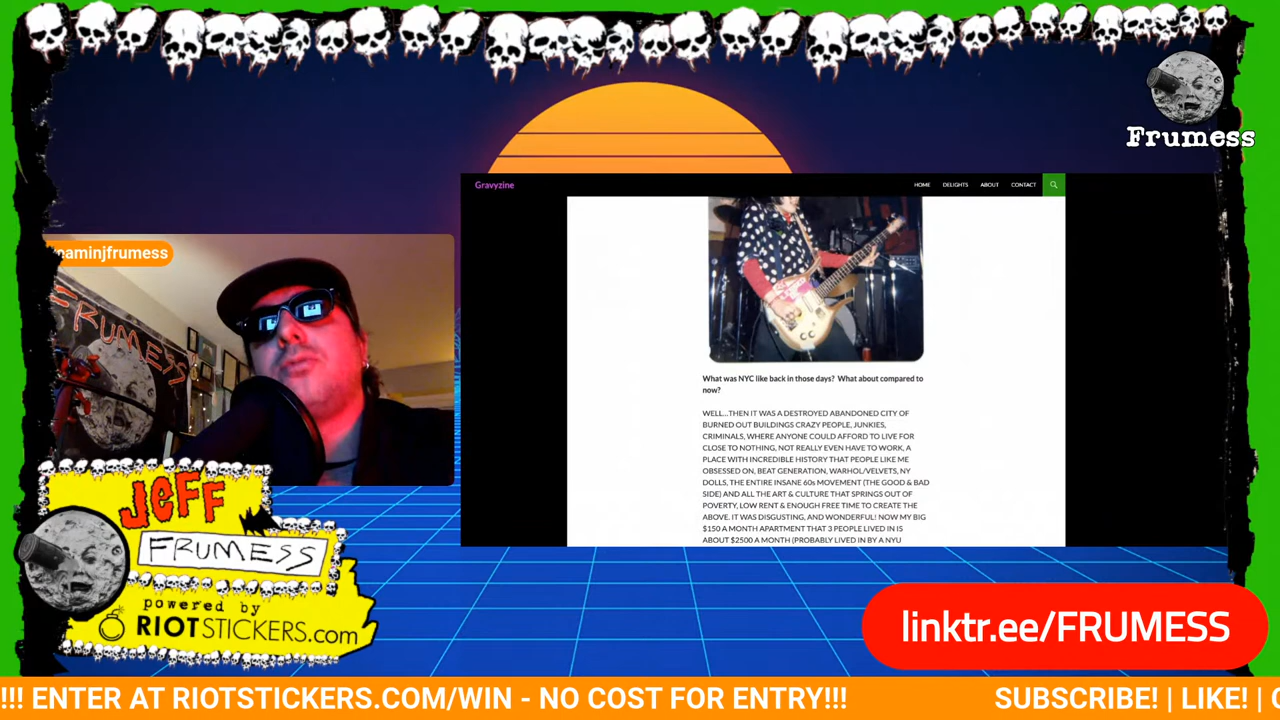 Frumess
Gravyzine
HOME
DELIGHTS
ABOUT
CONTACT
eaminjfrumess
FRUMESS
What was NYC like back in those days? What about compared to
now?
WELL...THEN IT WAS A DESTROYED ABANDONED CITY OF
BURNED OUT BUILDINGS CRAZY PEOPLE, JUNKIES,
CRIMINALS, WHERE ANYONE COULD AFFORD TO LIVE FOR
CLOSE TO NOTHING, NOT REALLY EVEN HAVE TO WORK, A
PLACE WITH INCREDIBLE HISTORY THAT PEOPLE LIKE ME
OBSESSED ON, BEAT GENERATION, WARHOL/VELVETS, NY
DOLLS, THE ENTIRE INSANE 60s MOVEMENT (THE GOOD & BAD
SIDE) AND ALL THE ART & CULTURE THAT SPRINGS OUT OF
POVERTY, LOW RENT & ENOUGH FREE TIME TO CREATE THE
ABOVE. IT WAS DISGUSTING, AND WONDERFUL! NOW MY BIG
$150 A MONTH APARTMENT THAT 3 PEOPLE LIVED IN IS
ABOUT $2500 A MONTH (PROBABLY LIVED IN BY A NYU
JEFF
FRUMESS
powered by
RIOTSTICKERS.com
linktr.ee/FRUMESS
!!! ENTER AT RIOTSTICKERS.COM/WIN - NO COST FOR ENTRY!!!
SUBSCRIBE! | LIKE! |